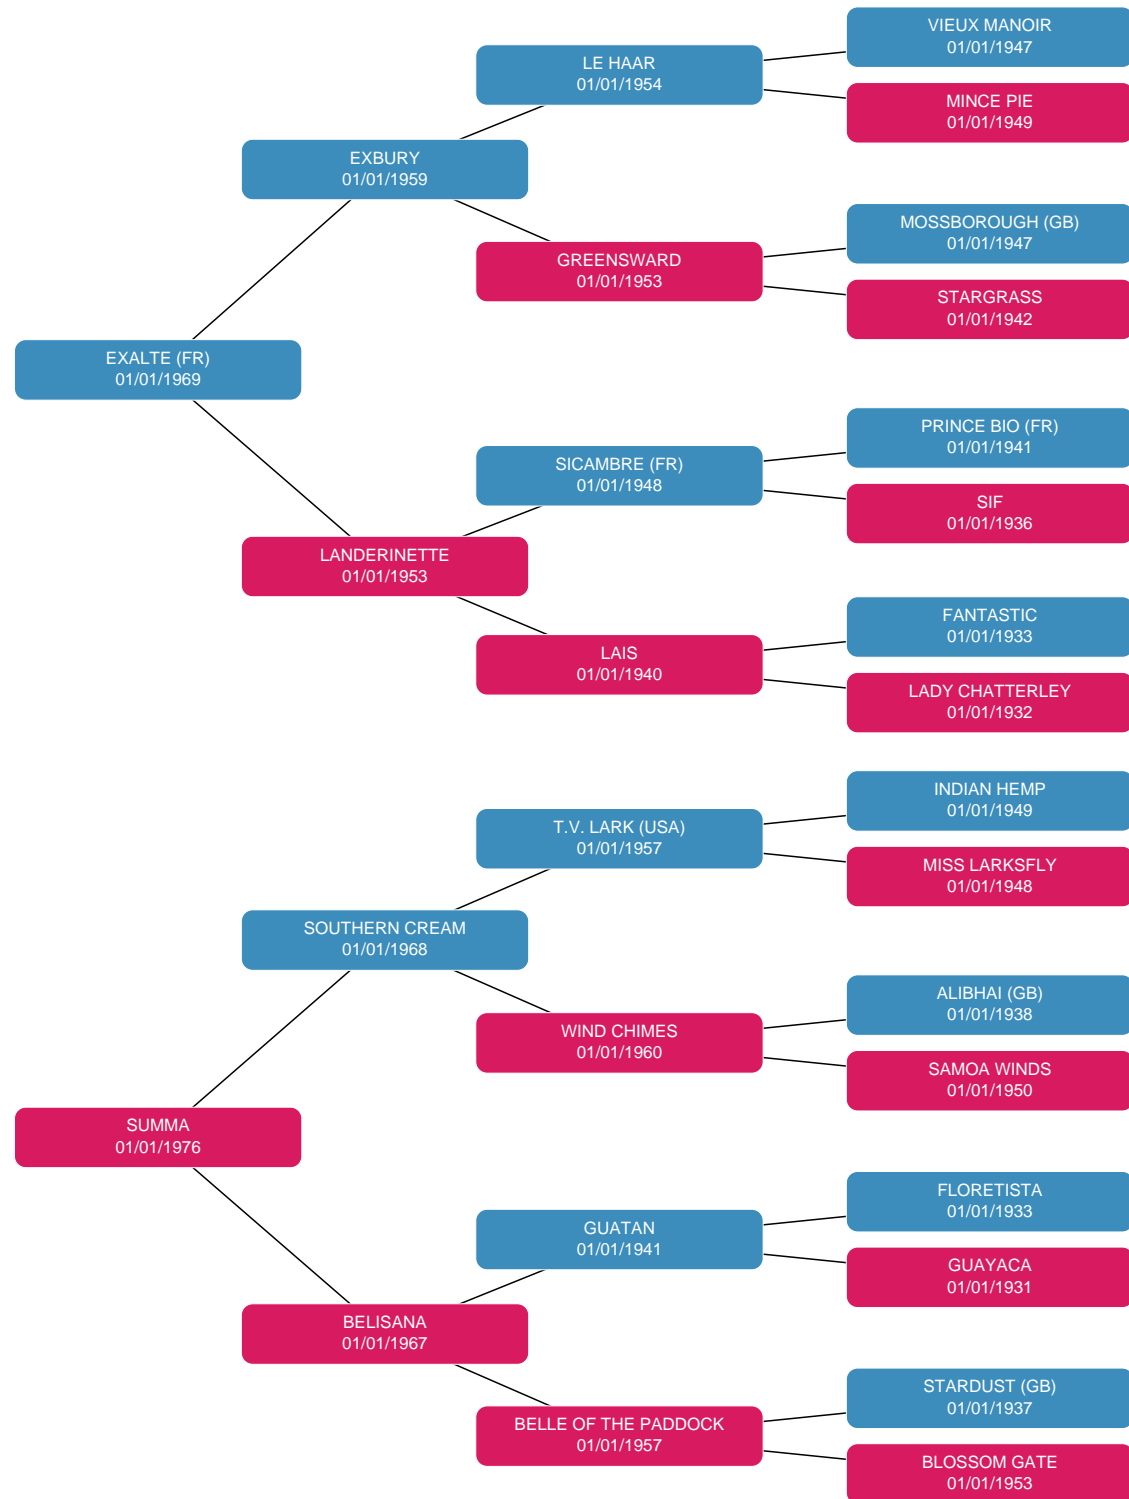 VIEUX MANOIR
01/01/1947
LE HAAR
01/01/1954
MINCE PIE
01/01/1949
EXBURY
01/01/1959
MOSSBOROUGH (GB)
01/01/1947
GREENSWARD
01/01/1953
STARGRASS
01/01/1942
EXALTE (FR)
01/01/1969
PRINCE BIO (FR)
01/01/1941
SICAMBRE (FR)
01/01/1948
SIF
01/01/1936
LANDERINETTE
01/01/1953
FANTASTIC
01/01/1933
LAIS
01/01/1940
LADY CHATTERLEY
01/01/1932
INDIAN HEMP
01/01/1949
T.V. LARK (USA)
01/01/1957
MISS LARKSFLY
01/01/1948
SOUTHERN CREAM
01/01/1968
ALIBHAI (GB)
01/01/1938
WIND CHIMES
01/01/1960
SAMOA WINDS
01/01/1950
SUMMA
01/01/1976
FLORETISTA
01/01/1933
GUATAN
01/01/1941
GUAYACA
01/01/1931
BELISANA
01/01/1967
STARDUST (GB)
01/01/1937
BELLE OF THE PADDOCK
01/01/1957
BLOSSOM GATE
01/01/1953